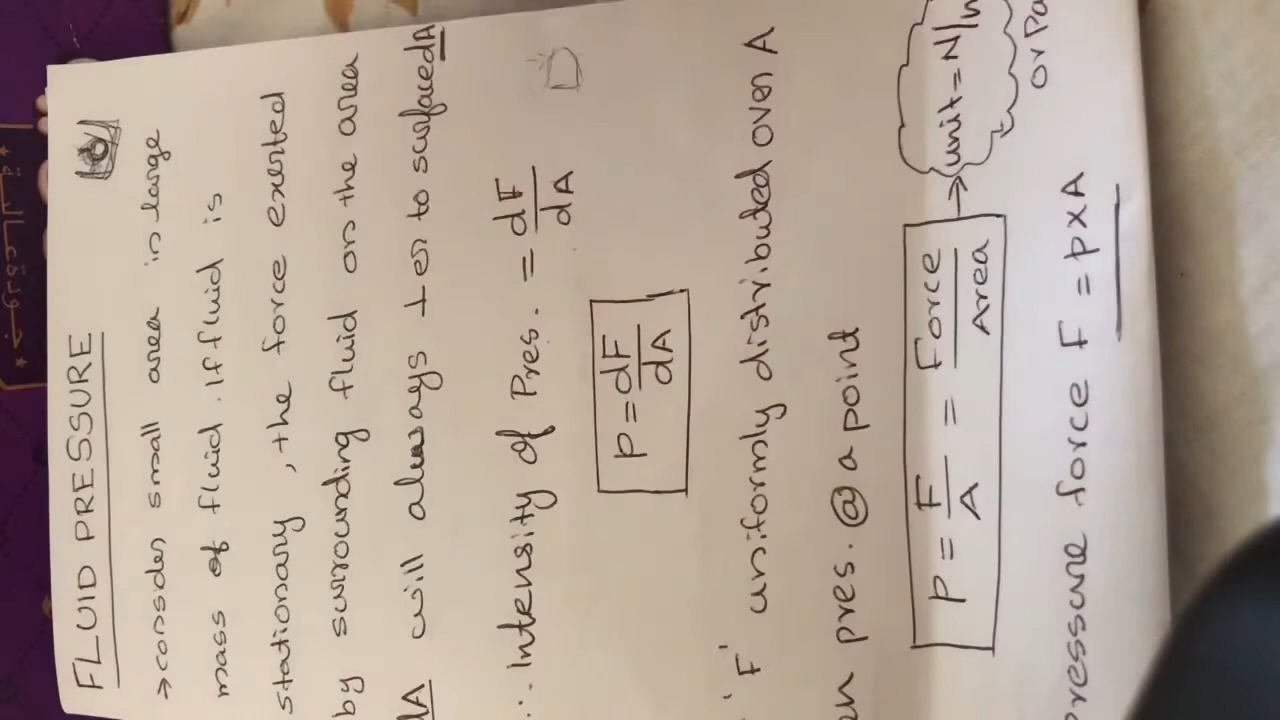 FLUID PRESSURE
→ consider small area in large
mass of fluid. If fluid is
stationary, the force exerted
by surrounding fluid on the area
dA will always ⊥er to surface dA
∴ Intensity of Pres. = dF/dA
P = dF/dA
'F' uniformly distributed over A
pres. @ a point
P = F/A = Force/Area → unit = N/
or Pa
Pressure force F = P x A
جودة عالية